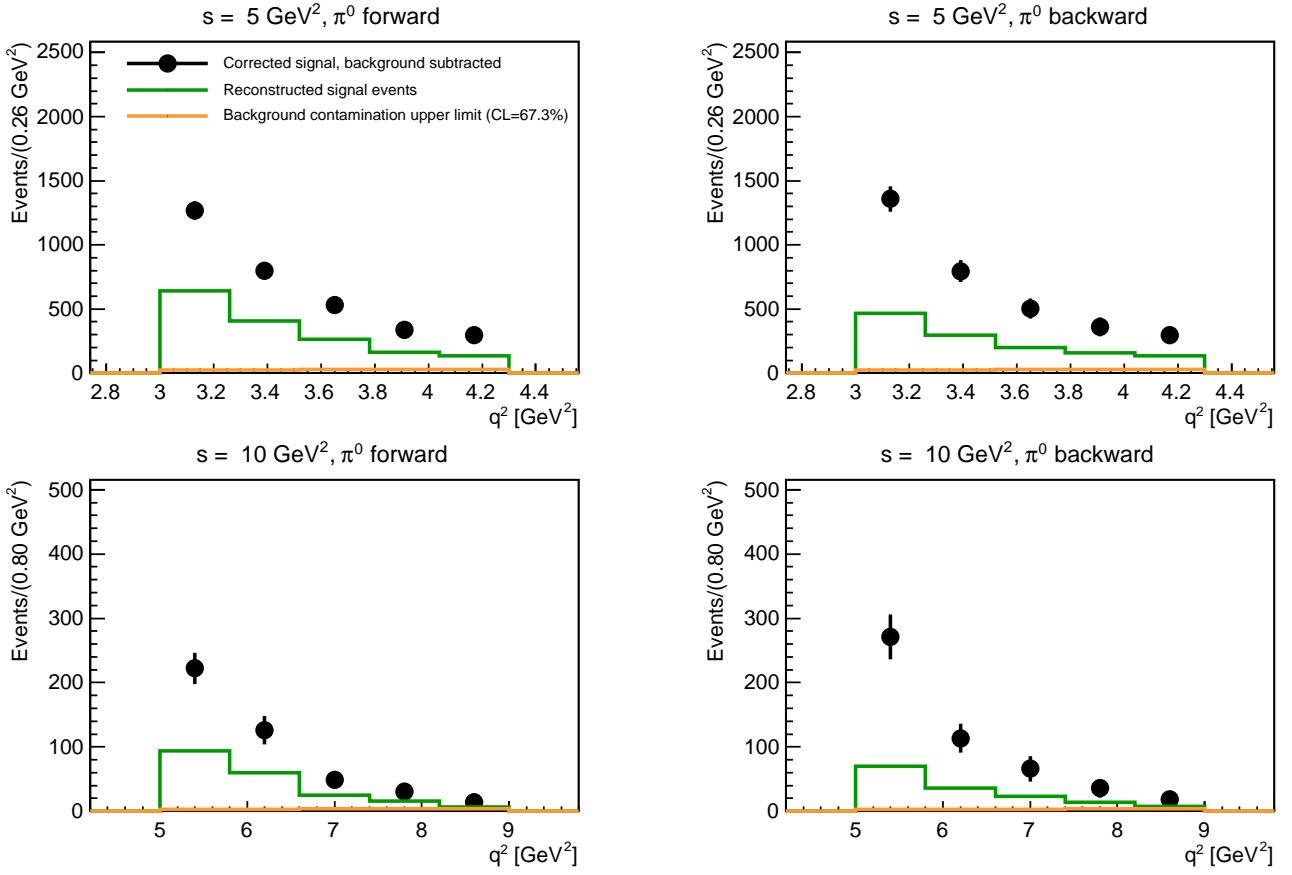 s = 5 GeV², π⁰ forward
Events/(0.26 GeV²)
2500
2000
1500
1000
500
0
Corrected signal, background subtracted
Reconstructed signal events
Background contamination upper limit (CL=67.3%)
2.8 3 3.2 3.4 3.6 3.8 4 4.2 4.4
q² [GeV²]
s = 5 GeV², π⁰ backward
Events/(0.26 GeV²)
2500
2000
1500
1000
500
0
2.8 3 3.2 3.4 3.6 3.8 4 4.2 4.4
q² [GeV²]
s = 10 GeV², π⁰ forward
Events/(0.80 GeV²)
500
400
300
200
100
0
5 6 7 8 9
q² [GeV²]
s = 10 GeV², π⁰ backward
Events/(0.80 GeV²)
500
400
300
200
100
0
5 6 7 8 9
q² [GeV²]